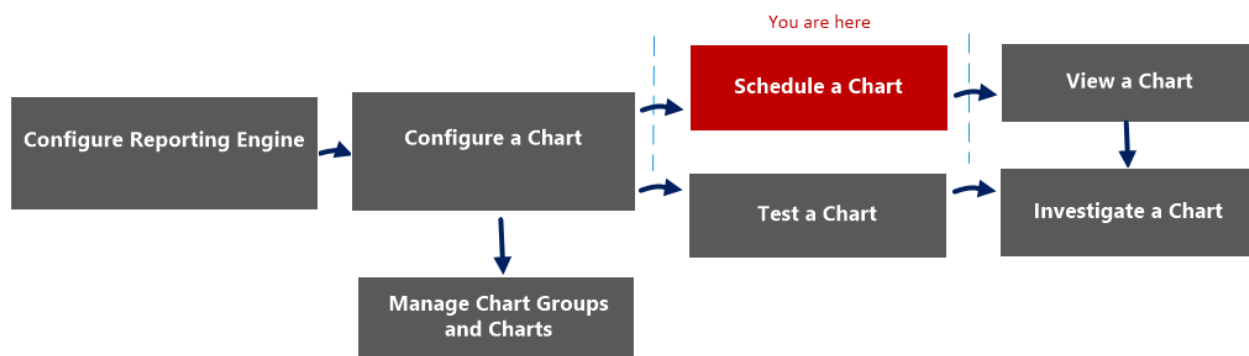 You are here
Configure Reporting Engine
Configure a Chart
Schedule a Chart
View a Chart
Test a Chart
Investigate a Chart
Manage Chart Groups
and Charts